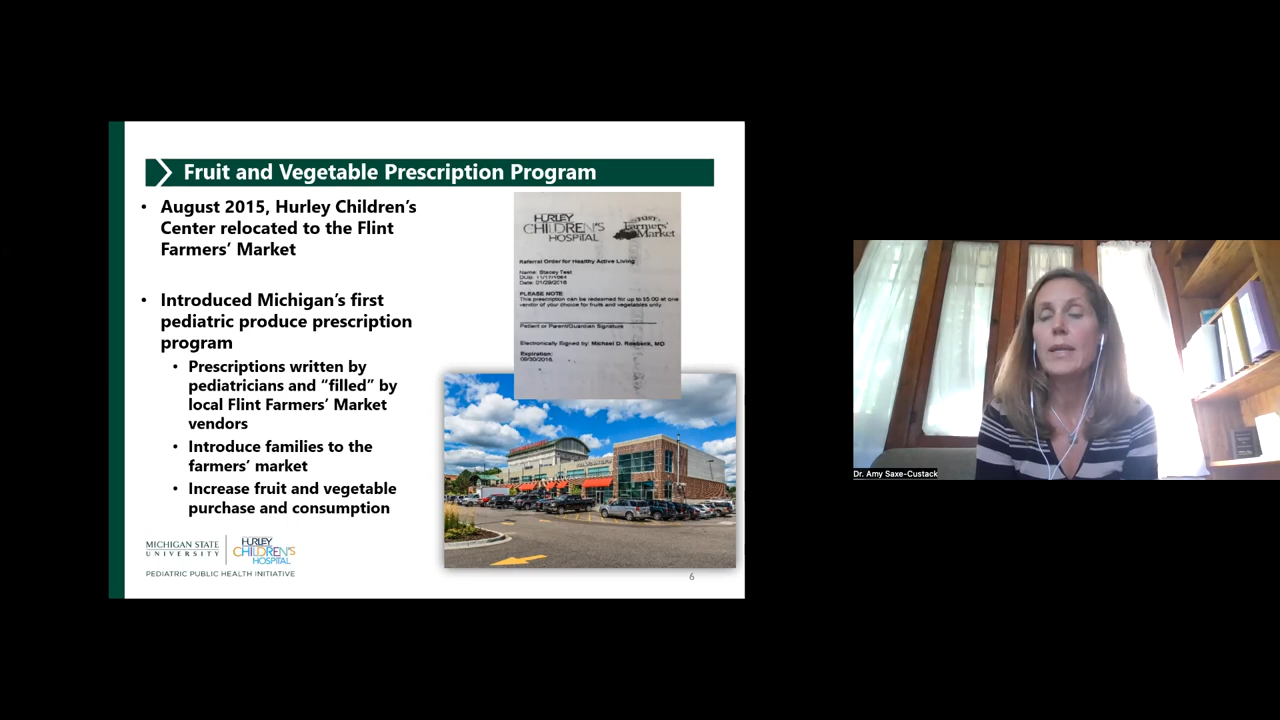 Fruit and Vegetable Prescription Program
• August 2015, Hurley Children's
Center relocated to the Flint
Farmers' Market
• Introduced Michigan's first
pediatric produce prescription
program
• Prescriptions written by
pediatricians and “filled” by
local Flint Farmers' Market
vendors
• Introduce families to the
farmers' market
• Increase fruit and vegetable
purchase and consumption
HURLEY
CHILDREN'S
HOSPITAL
Farmers'
Market
Referral Order for Healthy Active Living
Name: Stacey Test
Date: 01/29/2016
PLEASE NOTE
This prescription can be redeemed for up to $5.00 at one
vendor of your choice for fruits and vegetables only.
Patient or Parent/Guardian Signature
Electronically Signed by: Michael D. MD
Expiration:
MICHIGAN STATE
UNIVERSITY
HURLEY
CHILDREN'S
HOSPITAL
PEDIATRIC PUBLIC HEALTH INITIATIVE
6
Dr. Amy Saxe-Custack